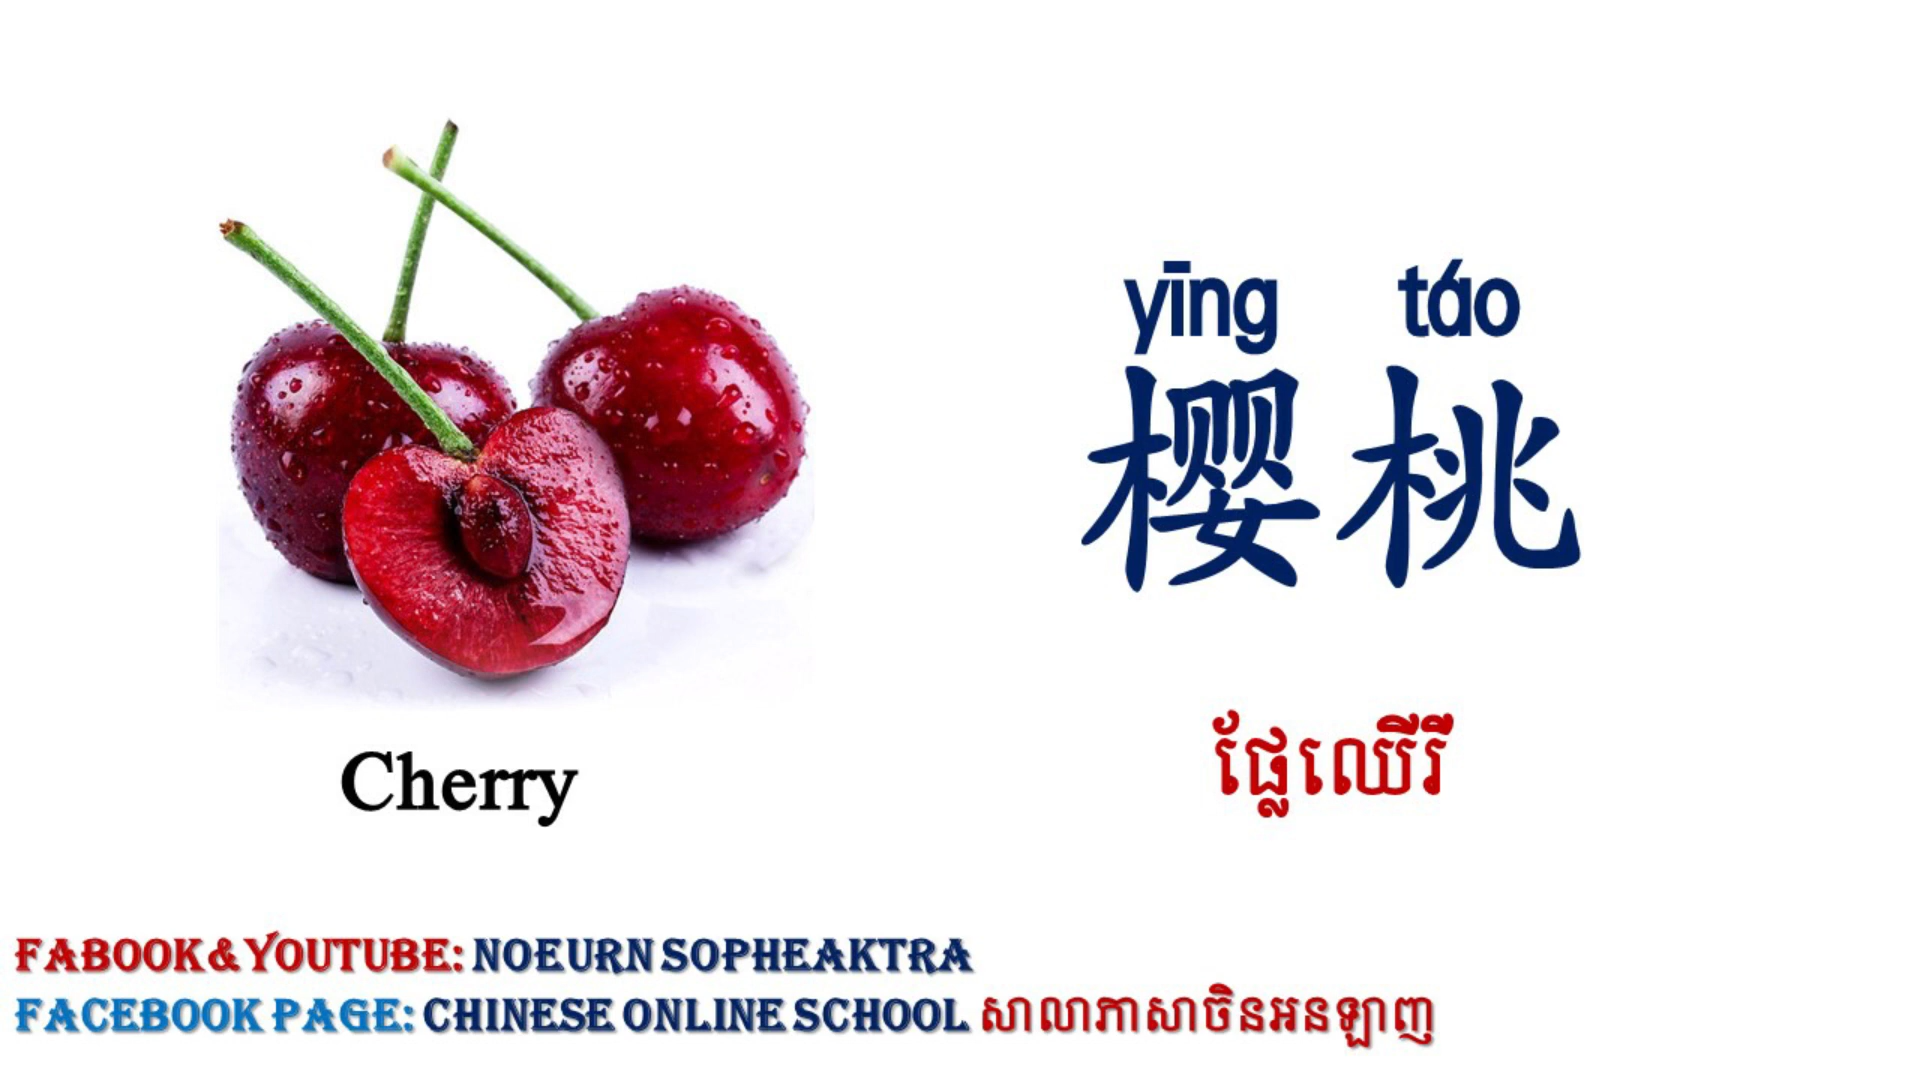 yīng táo
樱桃
Cherry
ផ្លែឈើរី
FABOOK&YOUTUBE: NOEURN SOPHEAKTRA
FACEBOOK PAGE: CHINESE ONLINE SCHOOL សាលាភាសាចិនអនឡាញ